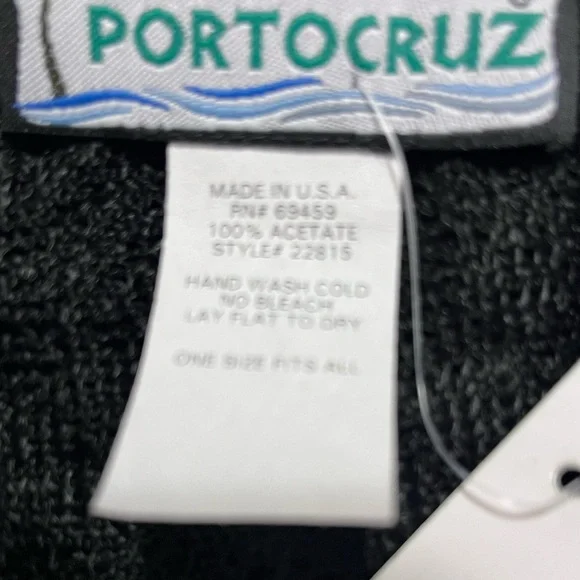 PORTOCRUZ
MADE IN U.S.A.
RN# 69459
100% ACETATE
STYLE# 22815
HAND WASH COLD
NO BLEACH
LAY FLAT TO DRY
ONE SIZE FITS ALL